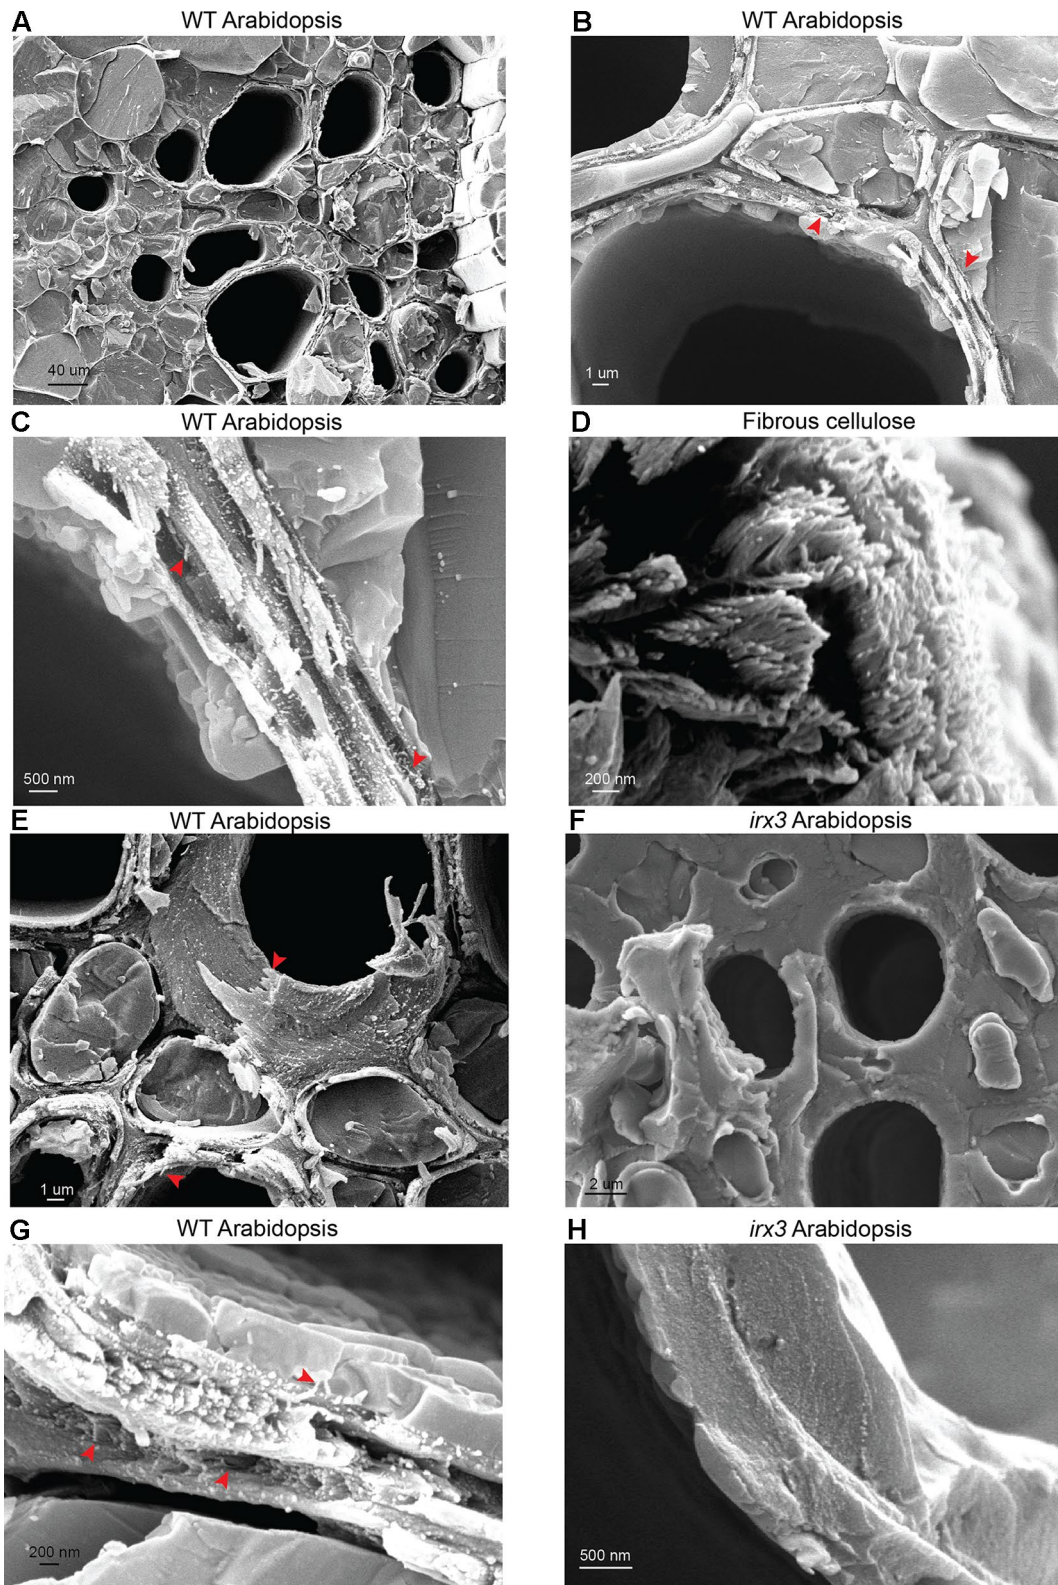 A WT Arabidopsis
B WT Arabidopsis
40 um
1 um
C WT Arabidopsis
D Fibrous cellulose
500 nm
200 nm
E WT Arabidopsis
F irx3 Arabidopsis
1 um
2 um
G WT Arabidopsis
H irx3 Arabidopsis
200 nm
500 nm